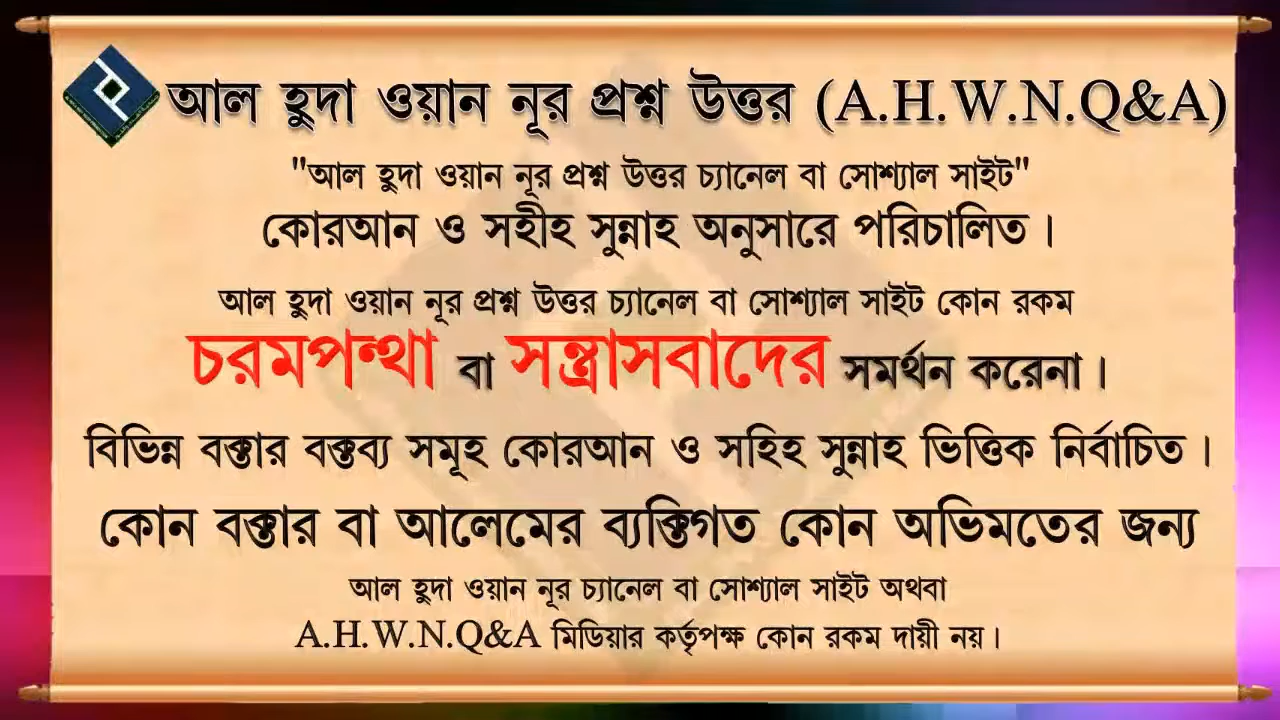 আল হুদা ওয়ান নূর প্রশ্ন উত্তর (A.H.W.N.Q&A)
"আল হুদা ওয়ান নূর প্রশ্ন উত্তর চ্যানেল বা সোশ্যাল সাইট"
কোরআন ও সহীহ সুন্নাহ অনুসারে পরিচালিত।
আল হুদা ওয়ান নূর প্রশ্ন উত্তর চ্যানেল বা সোশ্যাল সাইট কোন রকম
চরমপন্থা বা সন্ত্রাসবাদের সমর্থন করেনা।
বিভিন্ন বক্তার বক্তব্য সমূহ কোরআন ও সহিহ সুন্নাহ ভিত্তিক নির্বাচিত।
কোন বক্তার বা আলেমের ব্যক্তিগত কোন অভিমতের জন্য
আল হুদা ওয়ান নূর চ্যানেল বা সোশ্যাল সাইট অথবা
A.H.W.N.Q&A মিডিয়ার কর্তৃপক্ষ কোন রকম দায়ী নয়।